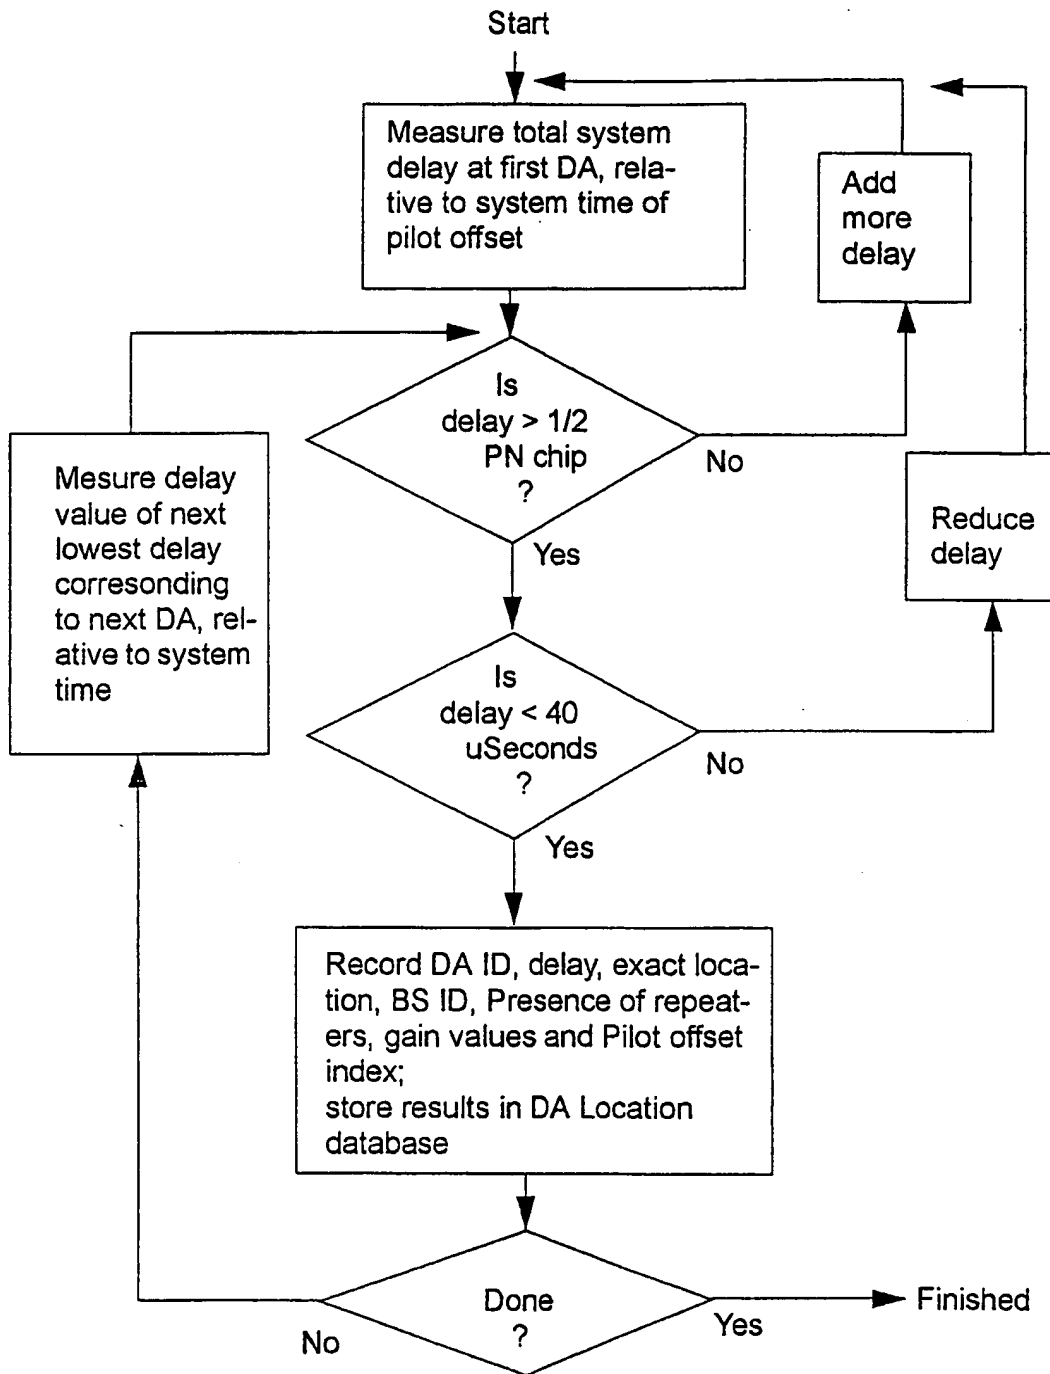 Start
Measure total system
delay at first DA, rela-
tive to system time of
pilot offset
Add
more
delay
Is
delay > 1/2
PN chip
?
No
Yes
Mesure delay
value of next
lowest delay
corresonding
to next DA, rel-
ative to system
time
Reduce
delay
Is
delay < 40
uSeconds
?
No
Yes
Record DA ID, delay, exact loca-
tion, BS ID, Presence of repeat-
ers, gain values and Pilot offset
index;
store results in DA Location
database
Done
?
No
Yes
Finished